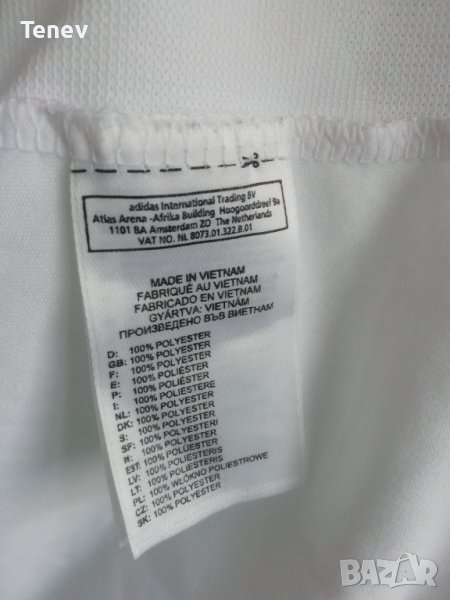 Tenev
adidas International Trading BV
Atlas Arena -Afrika Building Hoogoorddreef 9a
1101 BA Amsterdam ZO The Netherlands
VAT NO. NL 8073.01.322.B.01
MADE IN VIETNAM
FABRIQUÉ AU VIETNAM
FABRICADO EN VIETNAM
GYÁRTVA: VIETNÁM
ПРОИЗВЕДЕНО ВЪВ ВИЕТНАМ
D: 100% POLYESTER
GB: 100% POLYESTER
F: 100% POLYESTER
E: 100% POLIÉSTER
P: 100% POLIÉSTER
I: 100% POLIESTERE
NL: 100% POLYESTER
DK: 100% POLYESTER
S: 100% POLYESTER
SF: 100% POLYESTERI
N: 100% POLYESTER
EST: 100% POLÜESTER
LV: 100% POLIESTERIS
LT: 100% POLIESTERIS
PL: 100% WŁÓKNO POLIESTROWE
CZ: 100% POLYESTER
SK: 100% POLYESTER
BAZAR